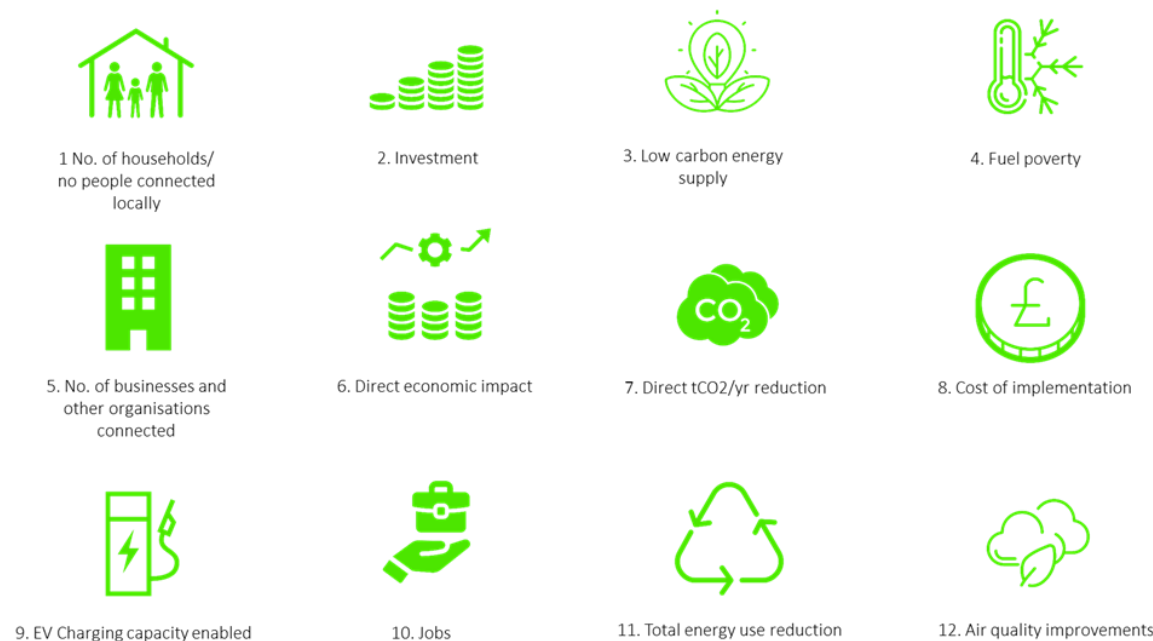 1 No. of households/
no people connected
locally
2. Investment
3. Low carbon energy
supply
4. Fuel poverty
5. No. of businesses and
other organisations
connected
6. Direct economic impact
CO2
7. Direct tCO2/yr reduction
£
8. Cost of implementation
9. EV Charging capacity enabled
10. Jobs
11. Total energy use reduction
12. Air quality improvements